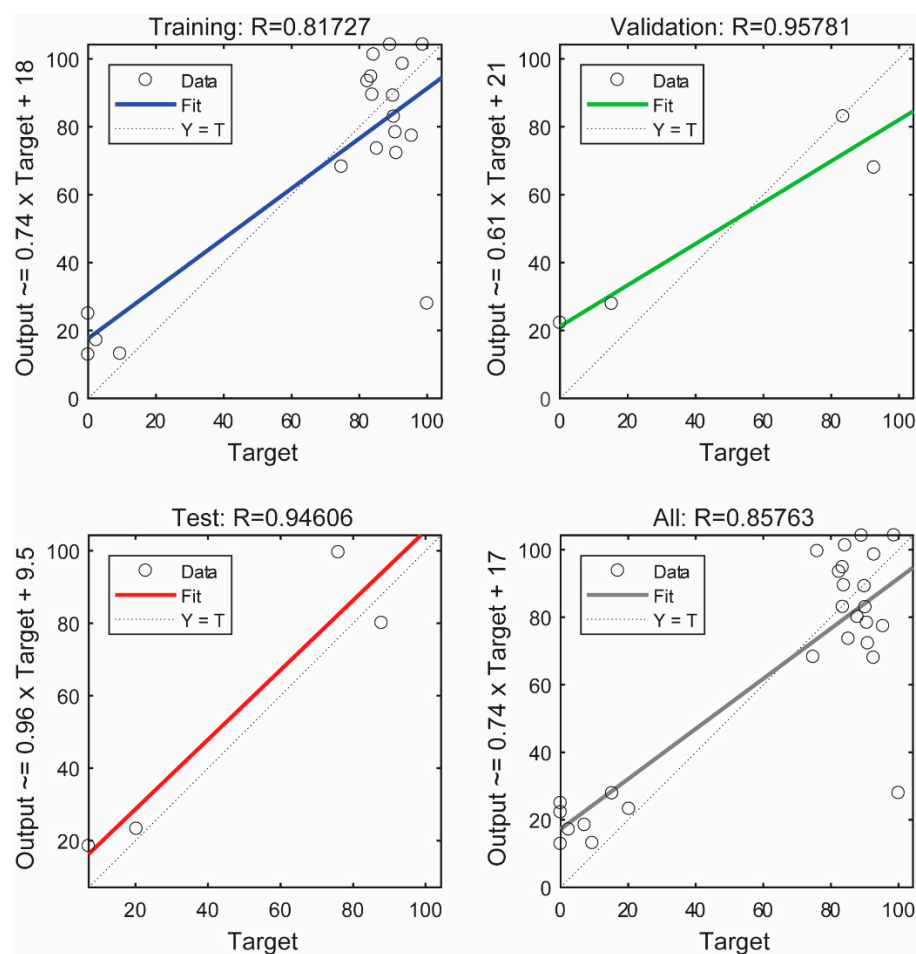 Training: R=0.81727
Output ~= 0.74 x Target + 18
Data
Fit
Y = T
100
80
60
40
20
0
0 20 40 60 80 100
Target
Validation: R=0.95781
Output ~= 0.61 x Target + 21
Data
Fit
Y = T
100
80
60
40
20
0
0 20 40 60 80 100
Target
Test: R=0.94606
Output ~= 0.96 x Target + 9.5
Data
Fit
Y = T
100
80
60
40
20
20 40 60 80 100
Target
All: R=0.85763
Output ~= 0.74 x Target + 17
Data
Fit
Y = T
100
80
60
40
20
0
0 20 40 60 80 100
Target